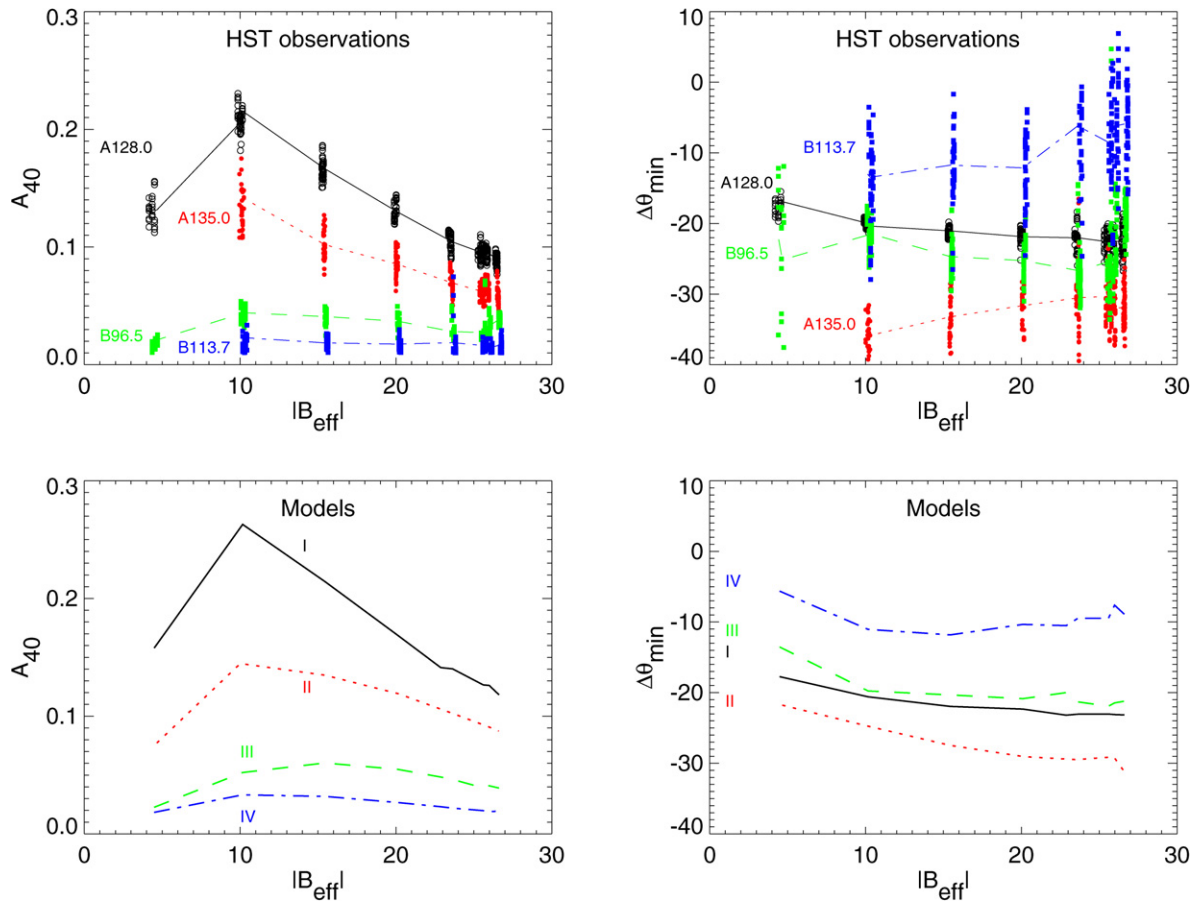 HST observations
0.3
0.2
0.1
0.0
A40
A128.0
A135.0
B96.5
B113.7
0 10 20 30
|Beff|
HST observations
10
0
-10
-20
-30
-40
Δθmin
B113.7
A128.0
B96.5
A135.0
0 10 20 30
|Beff|
Models
0.3
0.2
0.1
0.0
A40
I
II
III
IV
0 10 20 30
|Beff|
Models
10
0
-10
-20
-30
-40
Δθmin
IV
III
I
II
0 10 20 30
|Beff|